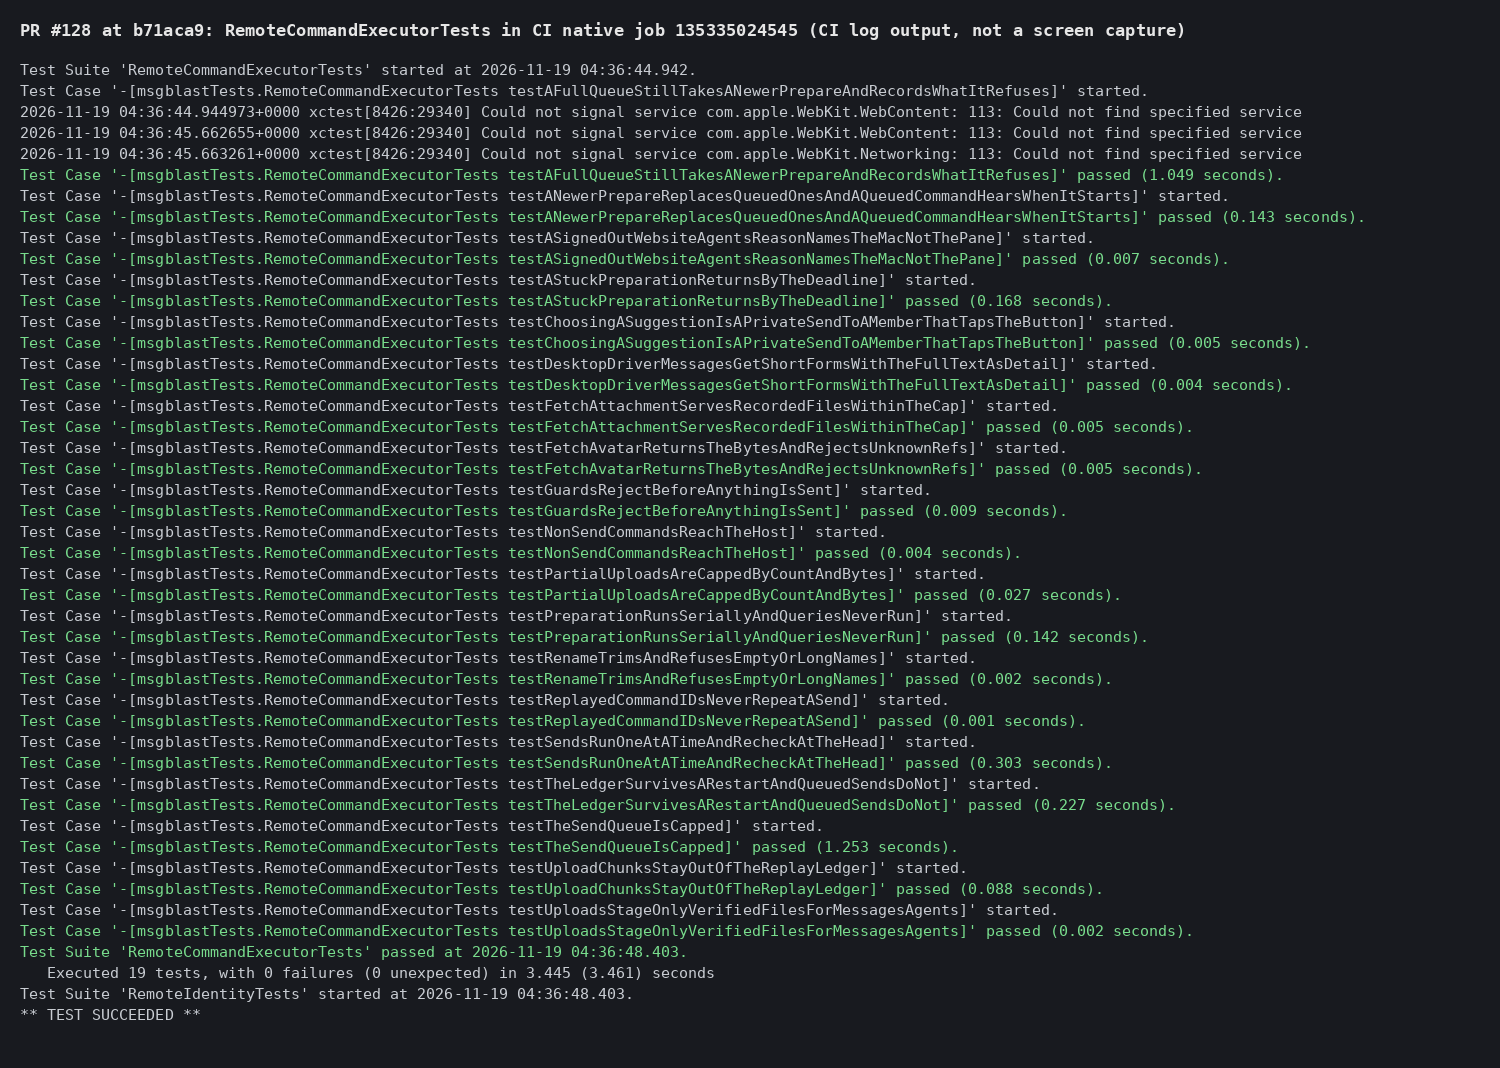 PR #128 at b71aca9: RemoteCommandExecutorTests in CI native job 135335024545 (CI log output, not a screen capture)
Test Suite 'RemoteCommandExecutorTests' started at 2026-11-19 04:36:44.942.
Test Case '-[msgblastTests.RemoteCommandExecutorTests testAFullQueueStillTakesANewerPrepareAndRecordsWhatItRefuses]' started.
2026-11-19 04:36:44.944973+0000 xctest[8426:29340] Could not signal service com.apple.WebKit.WebContent: 113: Could not find specified service
2026-11-19 04:36:45.662655+0000 xctest[8426:29340] Could not signal service com.apple.WebKit.WebContent: 113: Could not find specified service
2026-11-19 04:36:45.663261+0000 xctest[8426:29340] Could not signal service com.apple.WebKit.Networking: 113: Could not find specified service
Test Case '-[msgblastTests.RemoteCommandExecutorTests testAFullQueueStillTakesANewerPrepareAndRecordsWhatItRefuses]' passed (1.049 seconds).
Test Case '-[msgblastTests.RemoteCommandExecutorTests testANewerPrepareReplacesQueuedOnesAndAQueuedCommandHearsWhenItStarts]' started.
Test Case '-[msgblastTests.RemoteCommandExecutorTests testANewerPrepareReplacesQueuedOnesAndAQueuedCommandHearsWhenItStarts]' passed (0.143 seconds).
Test Case '-[msgblastTests.RemoteCommandExecutorTests testASignedOutWebsiteAgentsReasonNamesTheMacNotThePane]' started.
Test Case '-[msgblastTests.RemoteCommandExecutorTests testASignedOutWebsiteAgentsReasonNamesTheMacNotThePane]' passed (0.007 seconds).
Test Case '-[msgblastTests.RemoteCommandExecutorTests testAStuckPreparationReturnsByTheDeadline]' started.
Test Case '-[msgblastTests.RemoteCommandExecutorTests testAStuckPreparationReturnsByTheDeadline]' passed (0.168 seconds).
Test Case '-[msgblastTests.RemoteCommandExecutorTests testChoosingASuggestionIsAPrivateSendToAMemberThatTapsTheButton]' started.
Test Case '-[msgblastTests.RemoteCommandExecutorTests testChoosingASuggestionIsAPrivateSendToAMemberThatTapsTheButton]' passed (0.005 seconds).
Test Case '-[msgblastTests.RemoteCommandExecutorTests testDesktopDriverMessagesGetShortFormsWithTheFullTextAsDetail]' started.
Test Case '-[msgblastTests.RemoteCommandExecutorTests testDesktopDriverMessagesGetShortFormsWithTheFullTextAsDetail]' passed (0.004 seconds).
Test Case '-[msgblastTests.RemoteCommandExecutorTests testFetchAttachmentServesRecordedFilesWithinTheCap]' started.
Test Case '-[msgblastTests.RemoteCommandExecutorTests testFetchAttachmentServesRecordedFilesWithinTheCap]' passed (0.005 seconds).
Test Case '-[msgblastTests.RemoteCommandExecutorTests testFetchAvatarReturnsTheBytesAndRejectsUnknownRefs]' started.
Test Case '-[msgblastTests.RemoteCommandExecutorTests testFetchAvatarReturnsTheBytesAndRejectsUnknownRefs]' passed (0.005 seconds).
Test Case '-[msgblastTests.RemoteCommandExecutorTests testGuardsRejectBeforeAnythingIsSent]' started.
Test Case '-[msgblastTests.RemoteCommandExecutorTests testGuardsRejectBeforeAnythingIsSent]' passed (0.009 seconds).
Test Case '-[msgblastTests.RemoteCommandExecutorTests testNonSendCommandsReachTheHost]' started.
Test Case '-[msgblastTests.RemoteCommandExecutorTests testNonSendCommandsReachTheHost]' passed (0.004 seconds).
Test Case '-[msgblastTests.RemoteCommandExecutorTests testPartialUploadsAreCappedByCountAndBytes]' started.
Test Case '-[msgblastTests.RemoteCommandExecutorTests testPartialUploadsAreCappedByCountAndBytes]' passed (0.027 seconds).
Test Case '-[msgblastTests.RemoteCommandExecutorTests testPreparationRunsSeriallyAndQueriesNeverRun]' started.
Test Case '-[msgblastTests.RemoteCommandExecutorTests testPreparationRunsSeriallyAndQueriesNeverRun]' passed (0.142 seconds).
Test Case '-[msgblastTests.RemoteCommandExecutorTests testRenameTrimsAndRefusesEmptyOrLongNames]' started.
Test Case '-[msgblastTests.RemoteCommandExecutorTests testRenameTrimsAndRefusesEmptyOrLongNames]' passed (0.002 seconds).
Test Case '-[msgblastTests.RemoteCommandExecutorTests testReplayedCommandIDsNeverRepeatASend]' started.
Test Case '-[msgblastTests.RemoteCommandExecutorTests testReplayedCommandIDsNeverRepeatASend]' passed (0.001 seconds).
Test Case '-[msgblastTests.RemoteCommandExecutorTests testSendsRunOneAtATimeAndRecheckAtTheHead]' started.
Test Case '-[msgblastTests.RemoteCommandExecutorTests testSendsRunOneAtATimeAndRecheckAtTheHead]' passed (0.303 seconds).
Test Case '-[msgblastTests.RemoteCommandExecutorTests testTheLedgerSurvivesARestartAndQueuedSendsDoNot]' started.
Test Case '-[msgblastTests.RemoteCommandExecutorTests testTheLedgerSurvivesARestartAndQueuedSendsDoNot]' passed (0.227 seconds).
Test Case '-[msgblastTests.RemoteCommandExecutorTests testTheSendQueueIsCapped]' started.
Test Case '-[msgblastTests.RemoteCommandExecutorTests testTheSendQueueIsCapped]' passed (1.253 seconds).
Test Case '-[msgblastTests.RemoteCommandExecutorTests testUploadChunksStayOutOfTheReplayLedger]' started.
Test Case '-[msgblastTests.RemoteCommandExecutorTests testUploadChunksStayOutOfTheReplayLedger]' passed (0.088 seconds).
Test Case '-[msgblastTests.RemoteCommandExecutorTests testUploadsStageOnlyVerifiedFilesForMessagesAgents]' started.
Test Case '-[msgblastTests.RemoteCommandExecutorTests testUploadsStageOnlyVerifiedFilesForMessagesAgents]' passed (0.002 seconds).
Test Suite 'RemoteCommandExecutorTests' passed at 2026-11-19 04:36:48.403.
Executed 19 tests, with 0 failures (0 unexpected) in 3.445 (3.461) seconds
Test Suite 'RemoteIdentityTests' started at 2026-11-19 04:36:48.403.
** TEST SUCCEEDED **